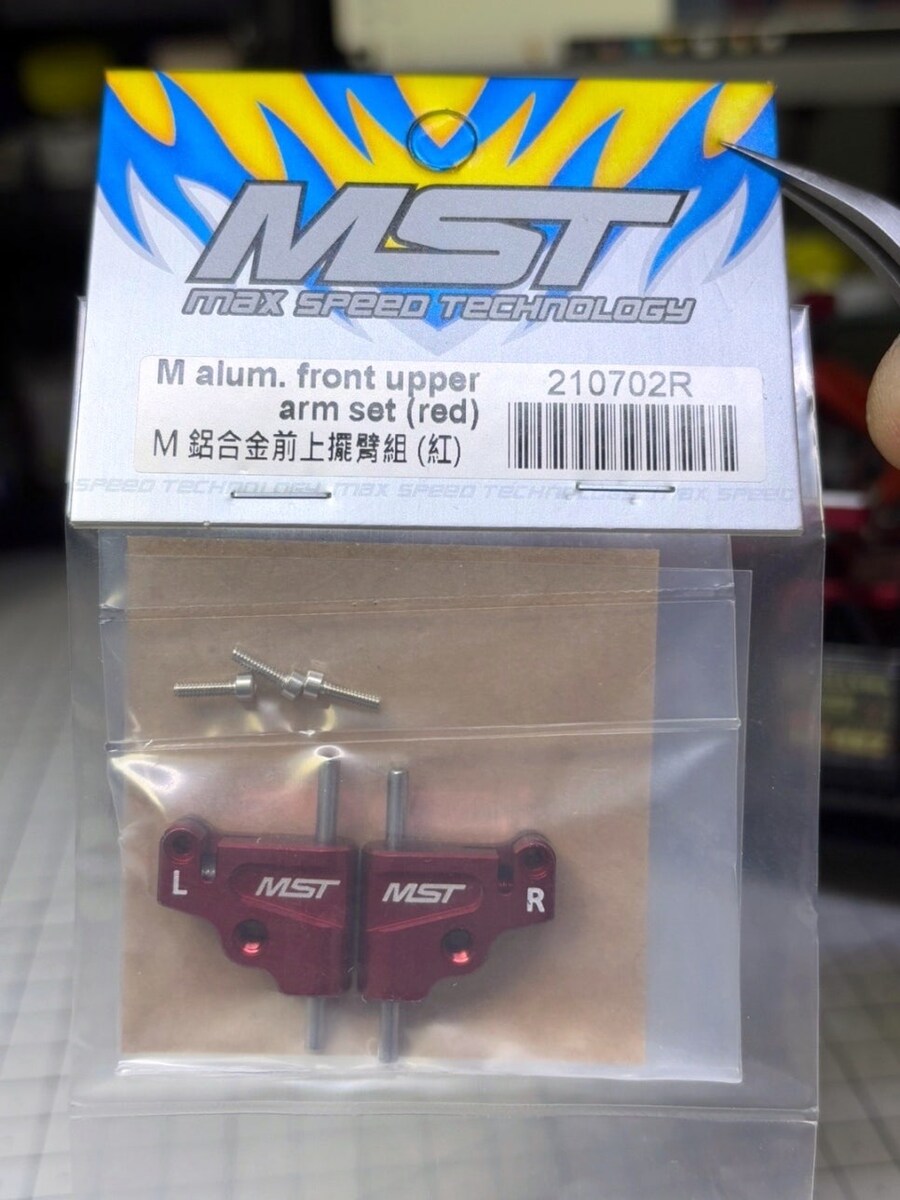 MST
MAX SPEED TECHNOLOGY
M alum. front upper
arm set (red)
M 鋁合金前上擺臂組 (紅)
210702R
SPEED TECHNOLOGY MAX SPEED TECHNOLOGY MAX SPEED
L
MST
MST
R